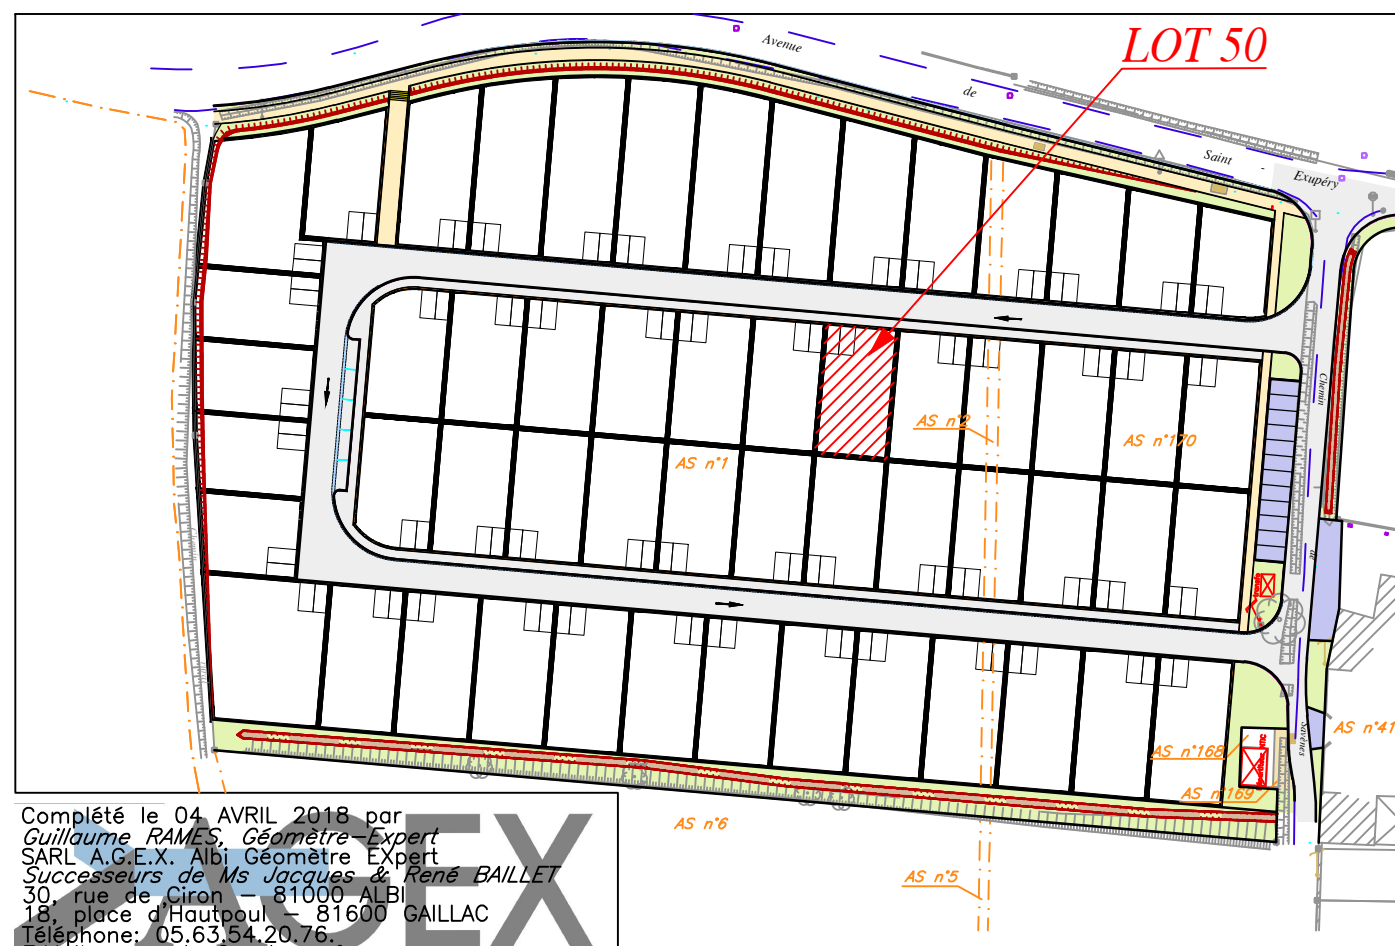 LOT 50
Avenue
de
Saint
Exupéry
Chemin
de
Savènes
AS n°2
AS n°170
AS n°1
AS n°41
AS n°168
AS n°169
AS n°6
AS n°5
Complété le 04 AVRIL 2018 par
Guillaume RAMES, Géomètre-Expert
SARL A.G.E.X. Albi Géomètre EXpert
Successeurs de Ms Jacques & René BAILLET
30, rue de Ciron - 81000 ALBI
18, place d'Hautpoul - 81600 GAILLAC
Téléphone: 05.63.54.20.76.
AGEX